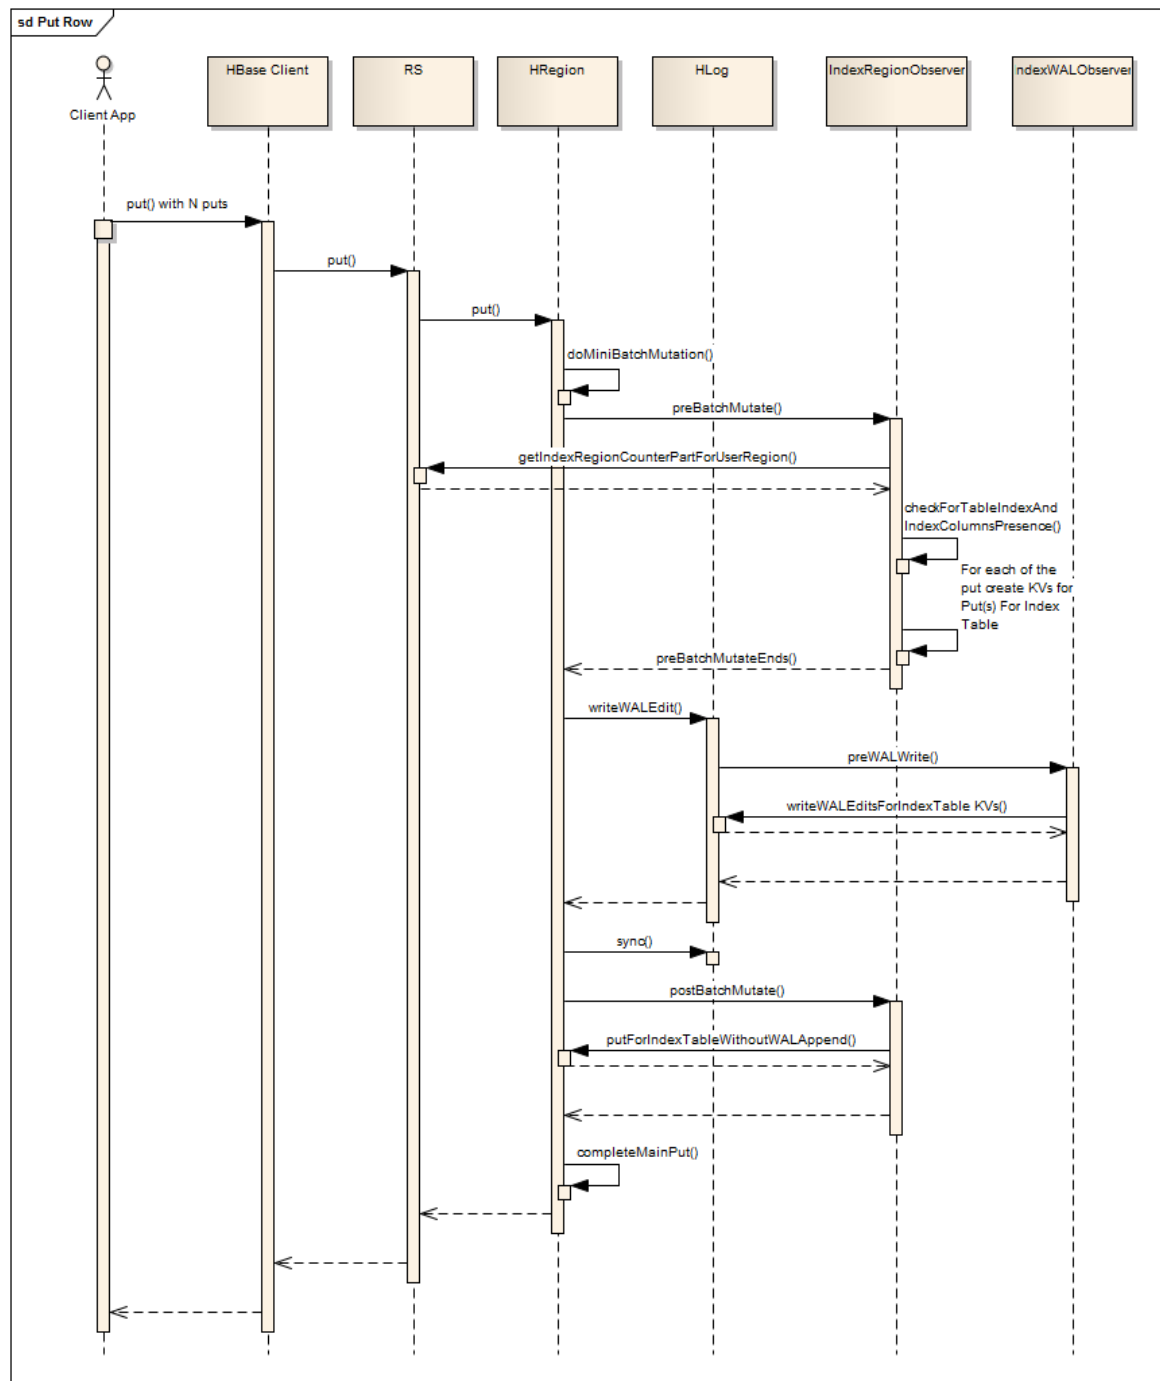 sd Put Row
HBase Client
RS
HRegion
HLog
IndexRegionObserver
ndexWALObserver
Client App
put() with N puts
put()
put()
doMiniBatchMutation()
preBatchMutate()
getIndexRegionCounterPartForUserRegion()
checkForTableIndexAnd
IndexColumnsPresence()
For each of the
put create KVs for
Put(s) For Index
Table
preBatchMutateEnds()
writeWALEdit()
preWALWrite()
writeWALEditsForIndexTable KVs()
sync()
postBatchMutate()
putForIndexTableWithoutWALAppend()
completeMainPut()